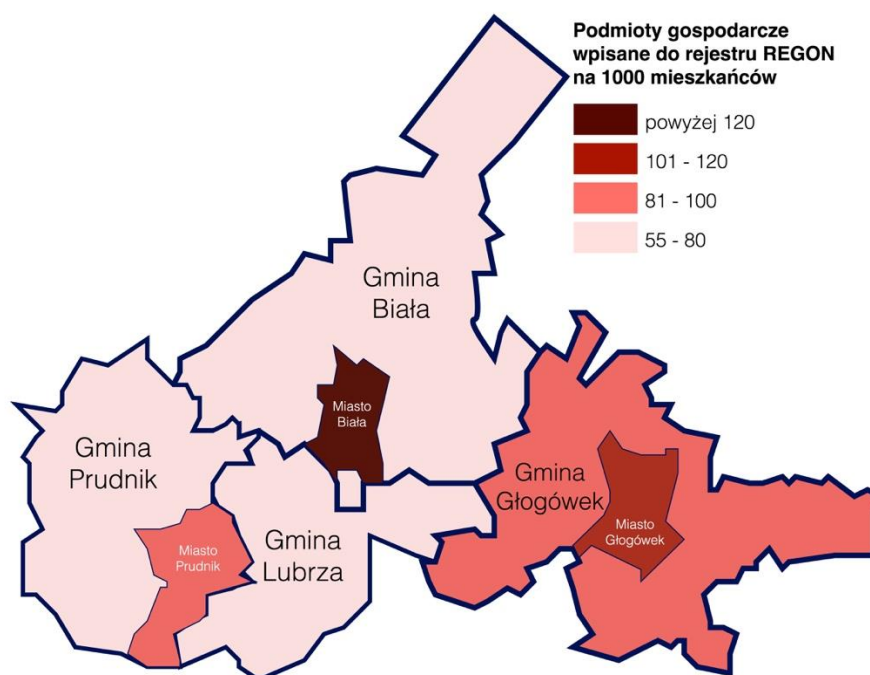 Podmioty gospodarcze
wpisane do rejestru REGON
na 1000 mieszkańców
powyżej 120
101 - 120
81 - 100
55 - 80
Gmina
Biała
Miasto
Biała
Gmina
Prudnik
Miasto
Prudnik
Gmina
Lubrza
Gmina
Głogówek
Miasto
Głogówek